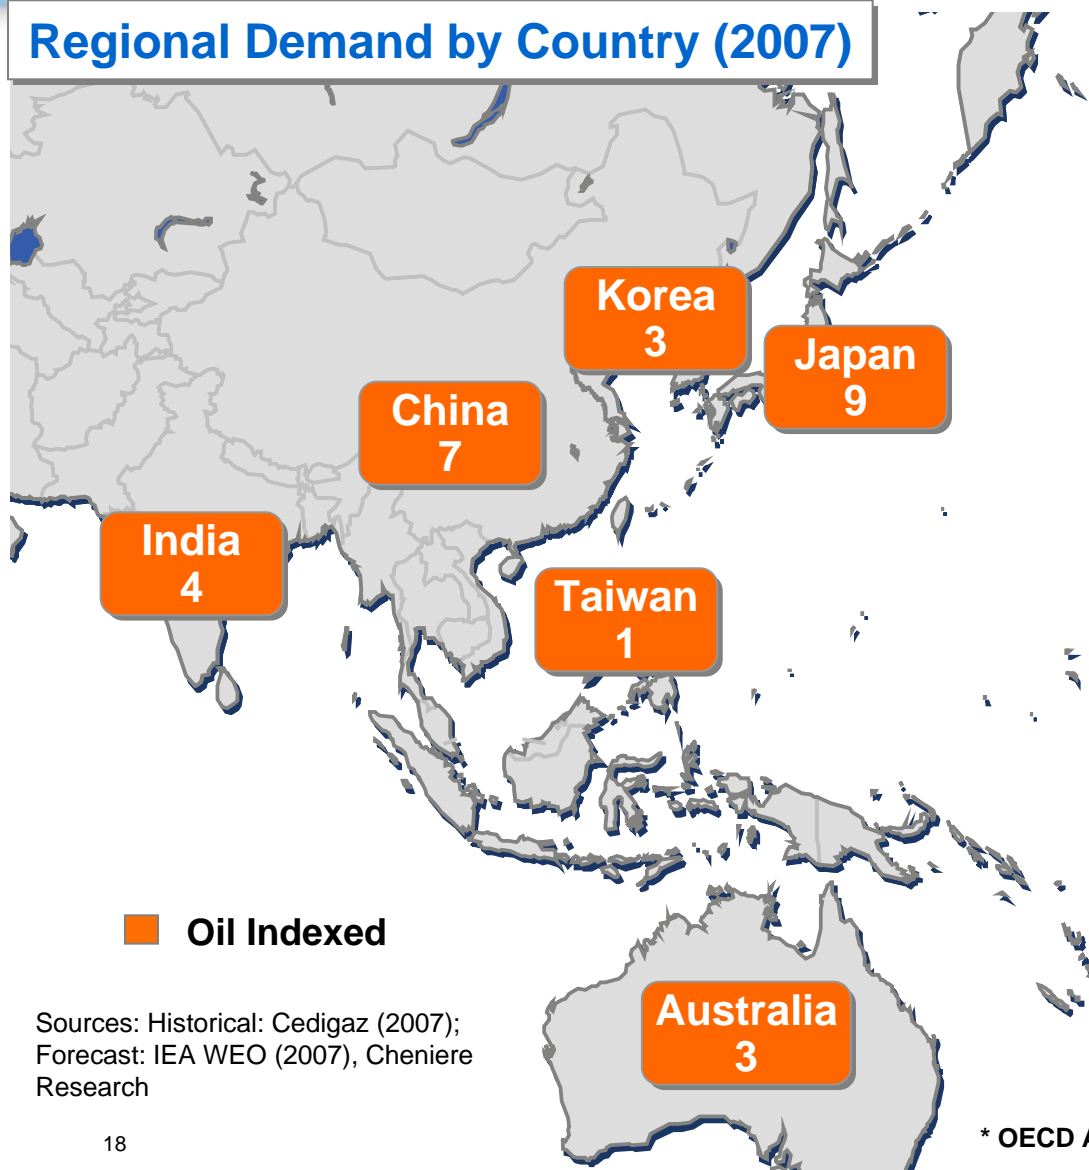 Regional Demand by Country (2007)
Korea
3
Japan
9
China
7
India
4
Taiwan
1
Oil Indexed
Australia
3
Sources: Historical: Cedigaz (2007);
Forecast: IEA WEO (2007), Cheniere
Research
18
* OECD A